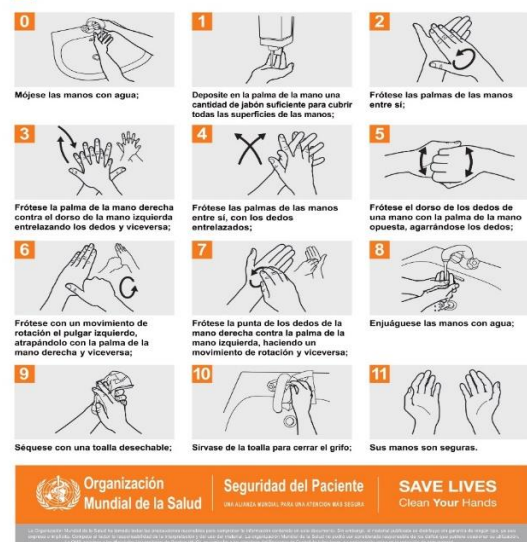 0
Mójese las manos con agua;
1
Deposite en la palma de la mano una
cantidad de jabón suficiente para cubrir
todas las superficies de las manos;
2
Frótese las palmas de las manos
entre sí;
3
Frótese la palma de la mano derecha
contra el dorso de la mano izquierda
entrelazando los dedos y viceversa;
4
Frótese las palmas de las manos
entre sí, con los dedos
entrelazados;
5
Frótese el dorso de los dedos de
una mano con la palma de la mano
opuesta, agarrándose los dedos;
6
Frótese con un movimiento de
rotación el pulgar izquierdo,
atrapándolo con la palma de la
mano derecha y viceversa;
7
Frótese la punta de los dedos de la
mano derecha contra la palma de la
mano izquierda, haciendo un
movimiento de rotación y viceversa;
8
Enjuáguese las manos con agua;
9
Séquese con una toalla desechable;
10
Sírvase de la toalla para cerrar el grifo;
11
Sus manos son seguras.
Organización
Mundial de la Salud
Seguridad del Paciente
UNA ALIANZA MUNDIAL PARA UNA ATENCIÓN MÁS SEGURA
SAVE LIVES
Clean Your Hands